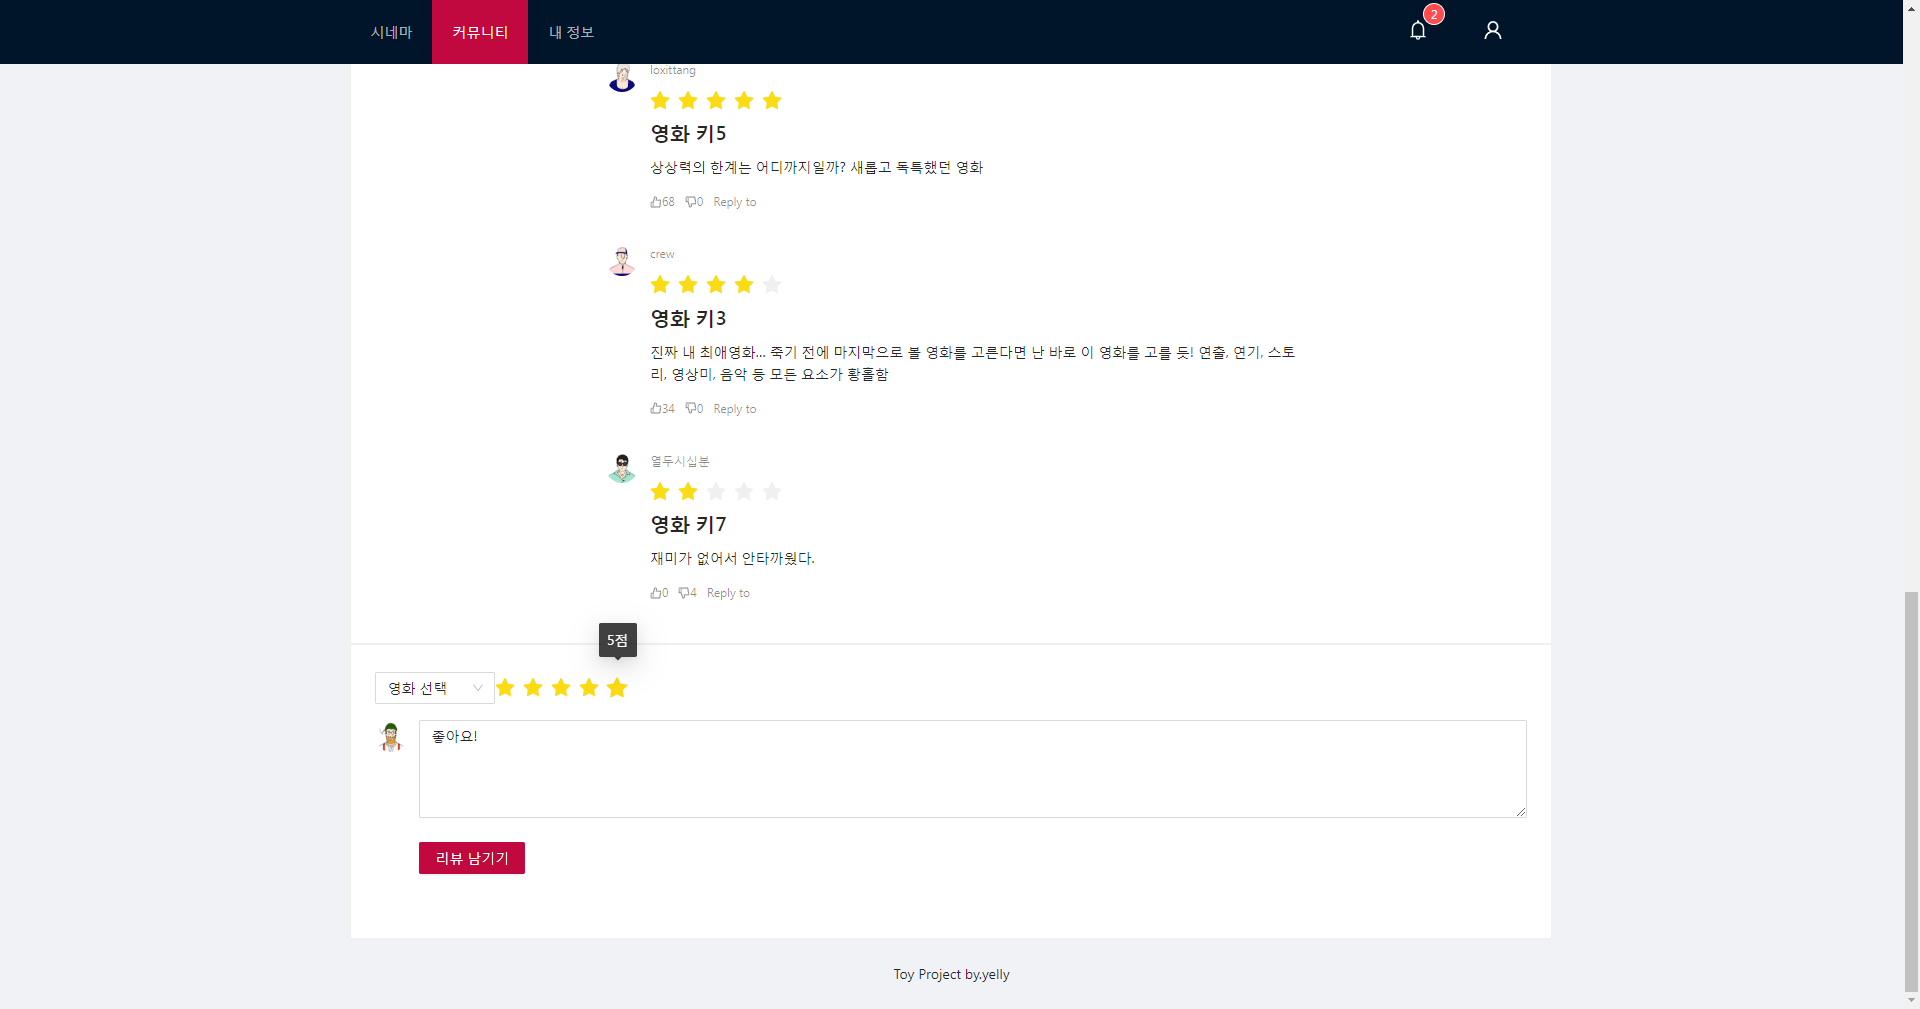 시네마
커뮤니티
내 정보
2
loxittang
영화 키5
상상력의 한계는 어디까지일까? 새롭고 독특했던 영화
68 0 Reply to
crew
영화 키3
진짜 내 최애영화... 죽기 전에 마지막으로 볼 영화를 고른다면 난 바로 이 영화를 고를 듯! 연출, 연기, 스토
리, 영상미, 음악 등 모든 요소가 황홀함
34 0 Reply to
열두시십분
영화 키7
재미가 없어서 안타까웠다.
0 4 Reply to
5점
영화 선택
좋아요!
리뷰 남기기
Toy Project by.yelly